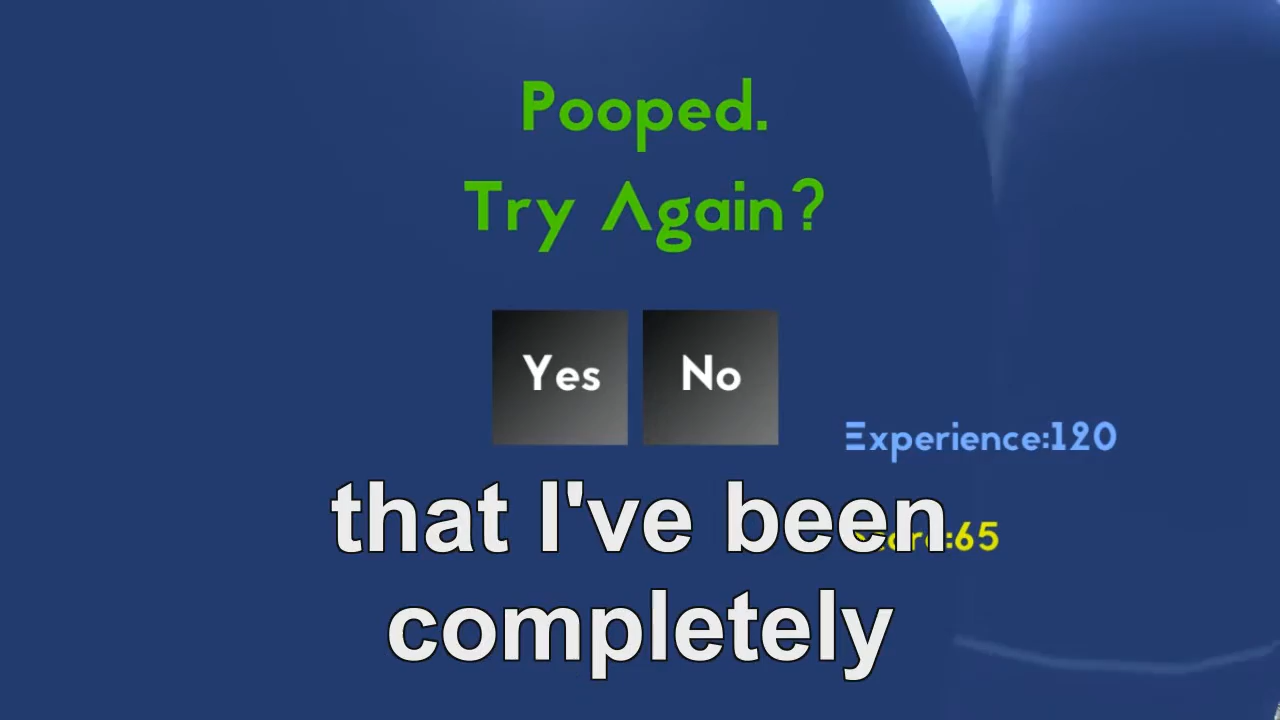 Pooped.
Try Again?
Yes No
Experience:120
that I've been
:65
completely